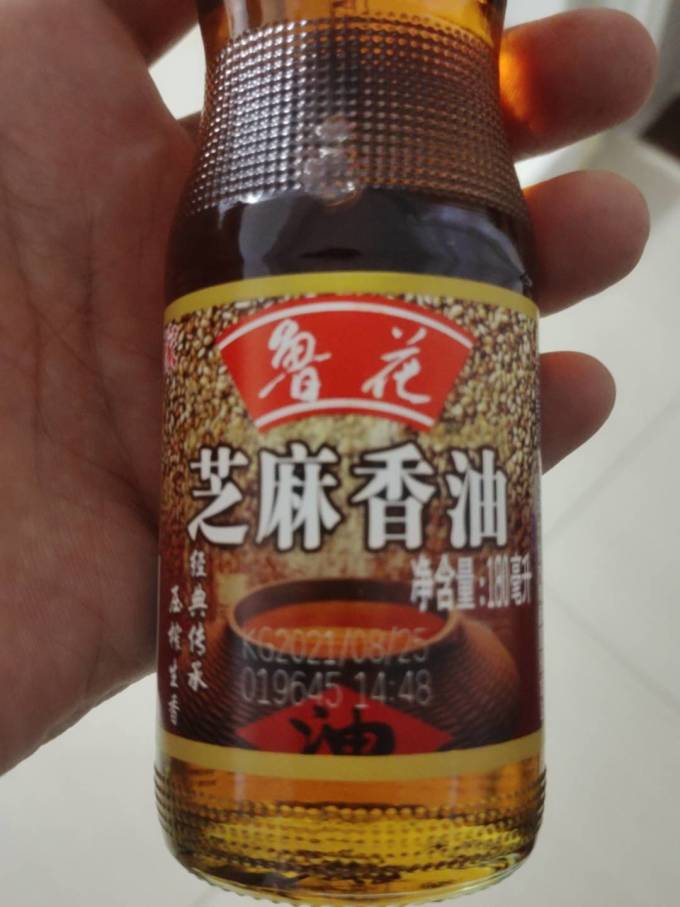 鲁花
芝麻香油
经典传承
压榨生香
净含量:180毫升
KG2021/08/25
019645 14:48
油